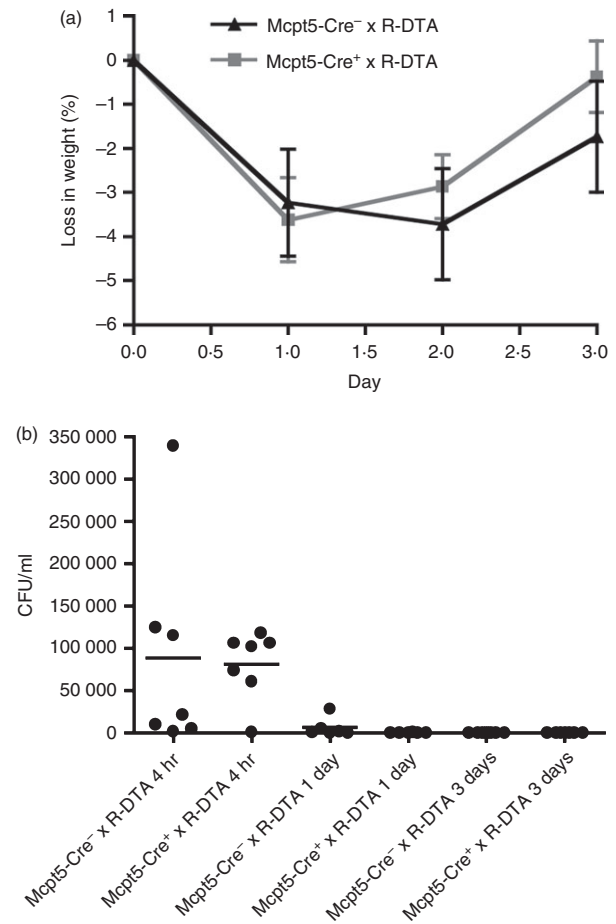 (a)
Mcpt5-Cre⁻ x R-DTA
Mcpt5-Cre⁺ x R-DTA
Loss in weight (%)
1
0
–1
–2
–3
–4
–5
–6
0·0
0·5
1·0
1·5
2·0
2·5
3·0
Day
(b)
CFU/ml
350 000
300 000
250 000
200 000
150 000
100 000
50 000
0
Mcpt5-Cre⁻ x R-DTA 4 hr
Mcpt5-Cre⁺ x R-DTA 4 hr
Mcpt5-Cre⁻ x R-DTA 1 day
Mcpt5-Cre⁺ x R-DTA 1 day
Mcpt5-Cre⁻ x R-DTA 3 days
Mcpt5-Cre⁺ x R-DTA 3 days